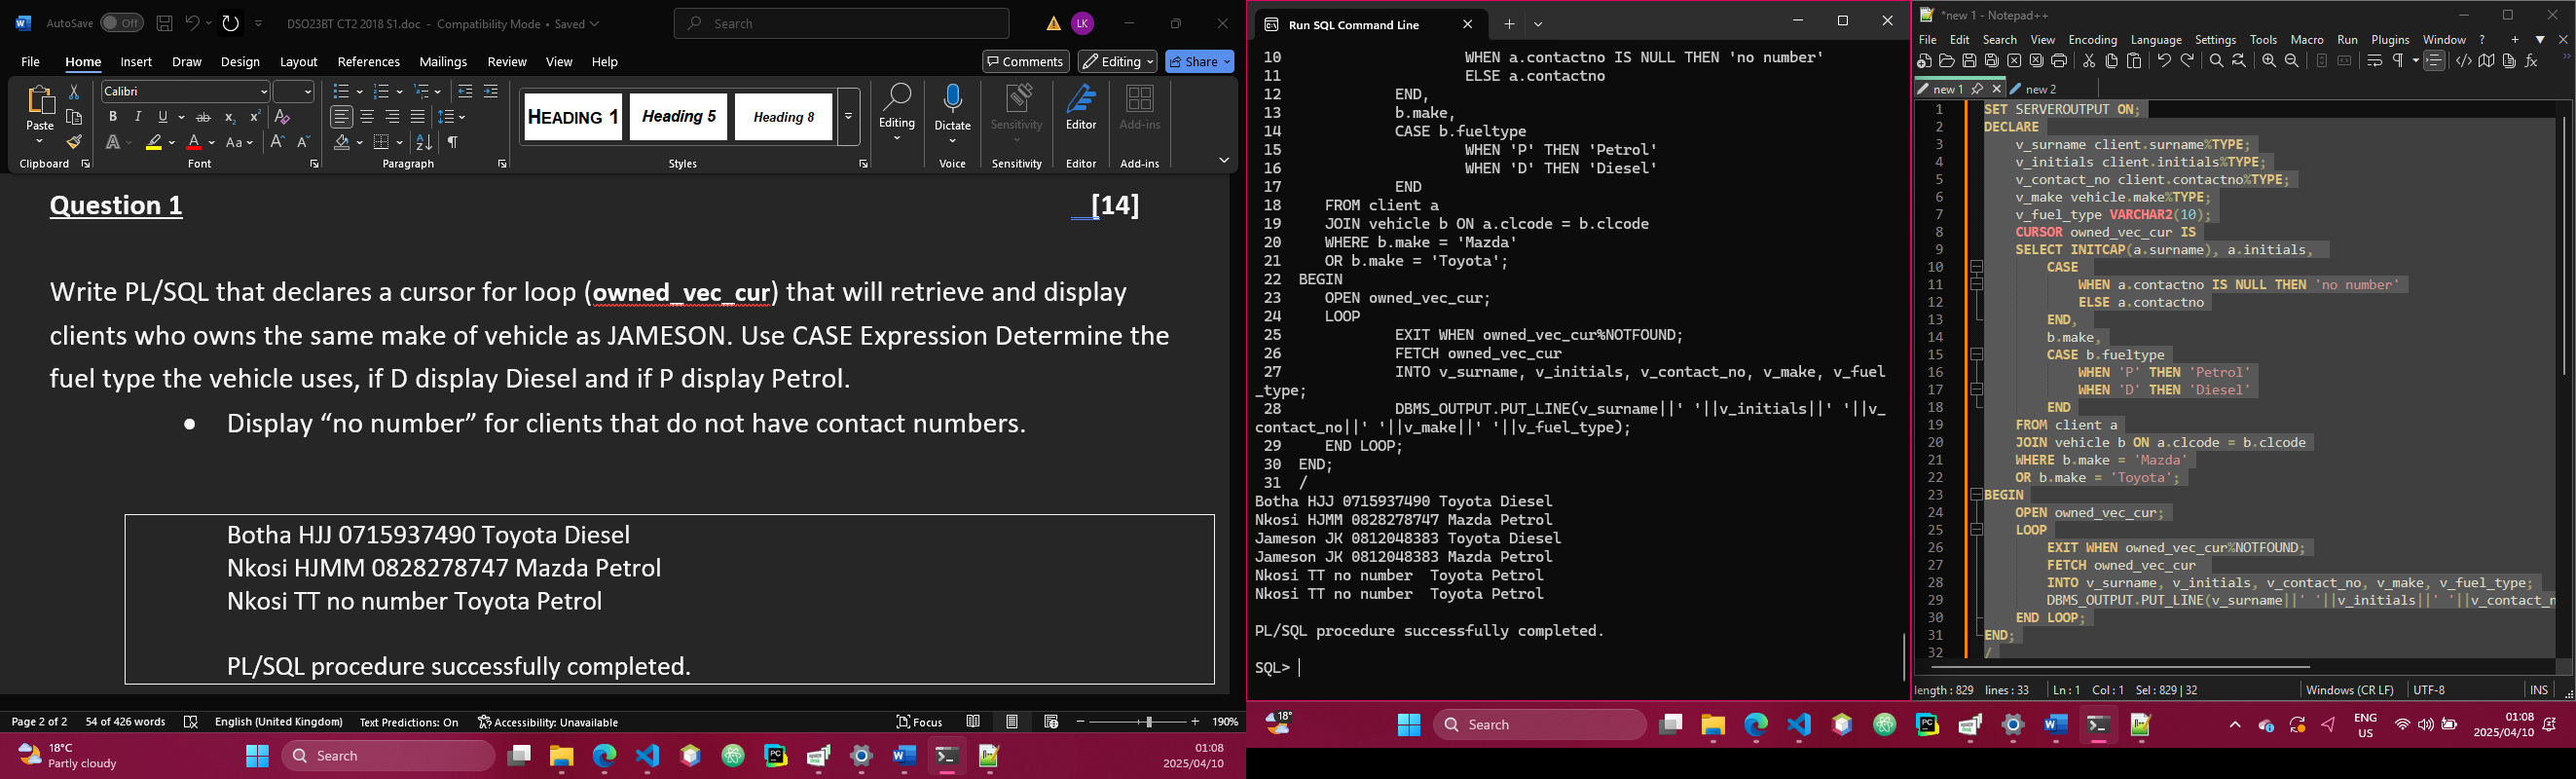 AutoSave Off DSO23BT CT2 2018 S1.doc - Compatibility Mode • Saved Search LK
File Home Insert Draw Design Layout References Mailings Review View Help Comments Editing Share
Paste Calibri HEADING 1 Heading 5 Heading 8 Editing Dictate Sensitivity Editor Add-ins
Clipboard Font Paragraph Styles Voice Sensitivity Editor Add-ins
Question 1 [14]
Write PL/SQL that declares a cursor for loop (owned_vec_cur) that will retrieve and display
clients who owns the same make of vehicle as JAMESON. Use CASE Expression Determine the
fuel type the vehicle uses, if D display Diesel and if P display Petrol.
• Display “no number” for clients that do not have contact numbers.
Botha HJJ 0715937490 Toyota Diesel
Nkosi HJMM 0828278747 Mazda Petrol
Nkosi TT no number Toyota Petrol
PL/SQL procedure successfully completed.
Page 2 of 2 54 of 426 words English (United Kingdom) Text Predictions: On Accessibility: Unavailable Focus 190%
18°C
Partly cloudy
Search
01:08
2025/04/10
Run SQL Command Line
10 WHEN a.contactno IS NULL THEN 'no number'
11 ELSE a.contactno
12 END,
13 b.make,
14 CASE b.fueltype
15 WHEN 'P' THEN 'Petrol'
16 WHEN 'D' THEN 'Diesel'
17 END
18 FROM client a
19 JOIN vehicle b ON a.clcode = b.clcode
20 WHERE b.make = 'Mazda'
21 OR b.make = 'Toyota';
22 BEGIN
23 OPEN owned_vec_cur;
24 LOOP
25 EXIT WHEN owned_vec_cur%NOTFOUND;
26 FETCH owned_vec_cur
27 INTO v_surname, v_initials, v_contact_no, v_make, v_fuel
_type;
28 DBMS_OUTPUT.PUT_LINE(v_surname||' '||v_initials||' '||v_
contact_no||' '||v_make||' '||v_fuel_type);
29 END LOOP;
30 END;
31 /
Botha HJJ 0715937490 Toyota Diesel
Nkosi HJMM 0828278747 Mazda Petrol
Jameson JK 0812048383 Toyota Diesel
Jameson JK 0812048383 Mazda Petrol
Nkosi TT no number  Toyota Petrol
Nkosi TT no number  Toyota Petrol
PL/SQL procedure successfully completed.
SQL>
*new 1 - Notepad++
File Edit Search View Encoding Language Settings Tools Macro Run Plugins Window ?
new 1 new 2
1 SET SERVEROUTPUT ON;
2 DECLARE
3 v_surname client.surname%TYPE;
4 v_initials client.initials%TYPE;
5 v_contact_no client.contactno%TYPE;
6 v_make vehicle.make%TYPE;
7 v_fuel_type VARCHAR2(10);
8 CURSOR owned_vec_cur IS
9 SELECT INITCAP(a.surname), a.initials,
10 CASE
11 WHEN a.contactno IS NULL THEN 'no number'
12 ELSE a.contactno
13 END,
14 b.make,
15 CASE b.fueltype
16 WHEN 'P' THEN 'Petrol'
17 WHEN 'D' THEN 'Diesel'
18 END
19 FROM client a
20 JOIN vehicle b ON a.clcode = b.clcode
21 WHERE b.make = 'Mazda'
22 OR b.make = 'Toyota';
23 BEGIN
24 OPEN owned_vec_cur;
25 LOOP
26 EXIT WHEN owned_vec_cur%NOTFOUND;
27 FETCH owned_vec_cur
28 INTO v_surname, v_initials, v_contact_no, v_make, v_fuel_type;
29 DBMS_OUTPUT.PUT_LINE(v_surname||' '||v_initials||' '||v_contact_n
30 END LOOP;
31 END;
32 /
length : 829 lines : 33 Ln : 1 Col : 1 Sel : 829 | 32 Windows (CR LF) UTF-8 INS
18°
Search
ENG
US
01:08
2025/04/10